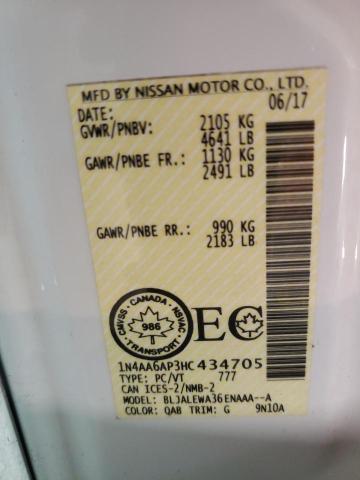 MFD BY NISSAN MOTOR CO., LTD.
DATE: 06/17
GVWR/PNBV: 2105 KG
4641 LB
GAWR/PNBE FR.: 1130 KG
2491 LB
GAWR/PNBE RR.: 990 KG
2183 LB
CANADA
CMVSS NSVAC
986
TRANSPORT
EC
1N4AA6AP3HC434705
TYPE: PC/VT 777
CAN ICES-2/NMB-2
MODEL: BLJALEWA36ENAAA--A
COLOR: QAB TRIM: G 9N10A